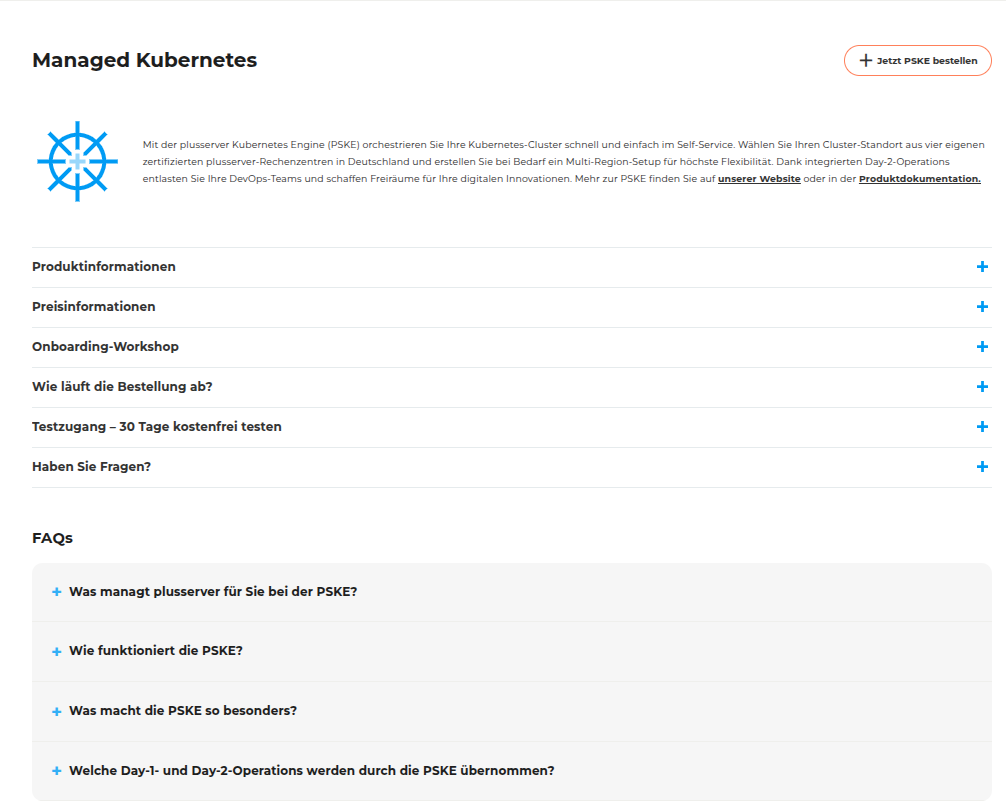 Managed Kubernetes
Jetzt PSKE bestellen
Mit der plusserver Kubernetes Engine (PSKE) orchestrieren Sie Ihre Kubernetes-Cluster schnell und einfach im Self-Service. Wählen Sie Ihren Cluster-Standort aus vier eigenen
zertifizierten plusserver-Rechenzentren in Deutschland und erstellen Sie bei Bedarf ein Multi-Region-Setup für höchste Flexibilität. Dank integrierten Day-2-Operations
entlasten Sie Ihre DevOps-Teams und schaffen Freiräume für Ihre digitalen Innovationen. Mehr zur PSKE finden Sie auf unserer Website oder in der Produktdokumentation.
Produktinformationen
Preisinformationen
Onboarding-Workshop
Wie läuft die Bestellung ab?
Testzugang – 30 Tage kostenfrei testen
Haben Sie Fragen?
FAQs
Was managt plusserver für Sie bei der PSKE?
Wie funktioniert die PSKE?
Was macht die PSKE so besonders?
Welche Day-1- und Day-2-Operations werden durch die PSKE übernommen?